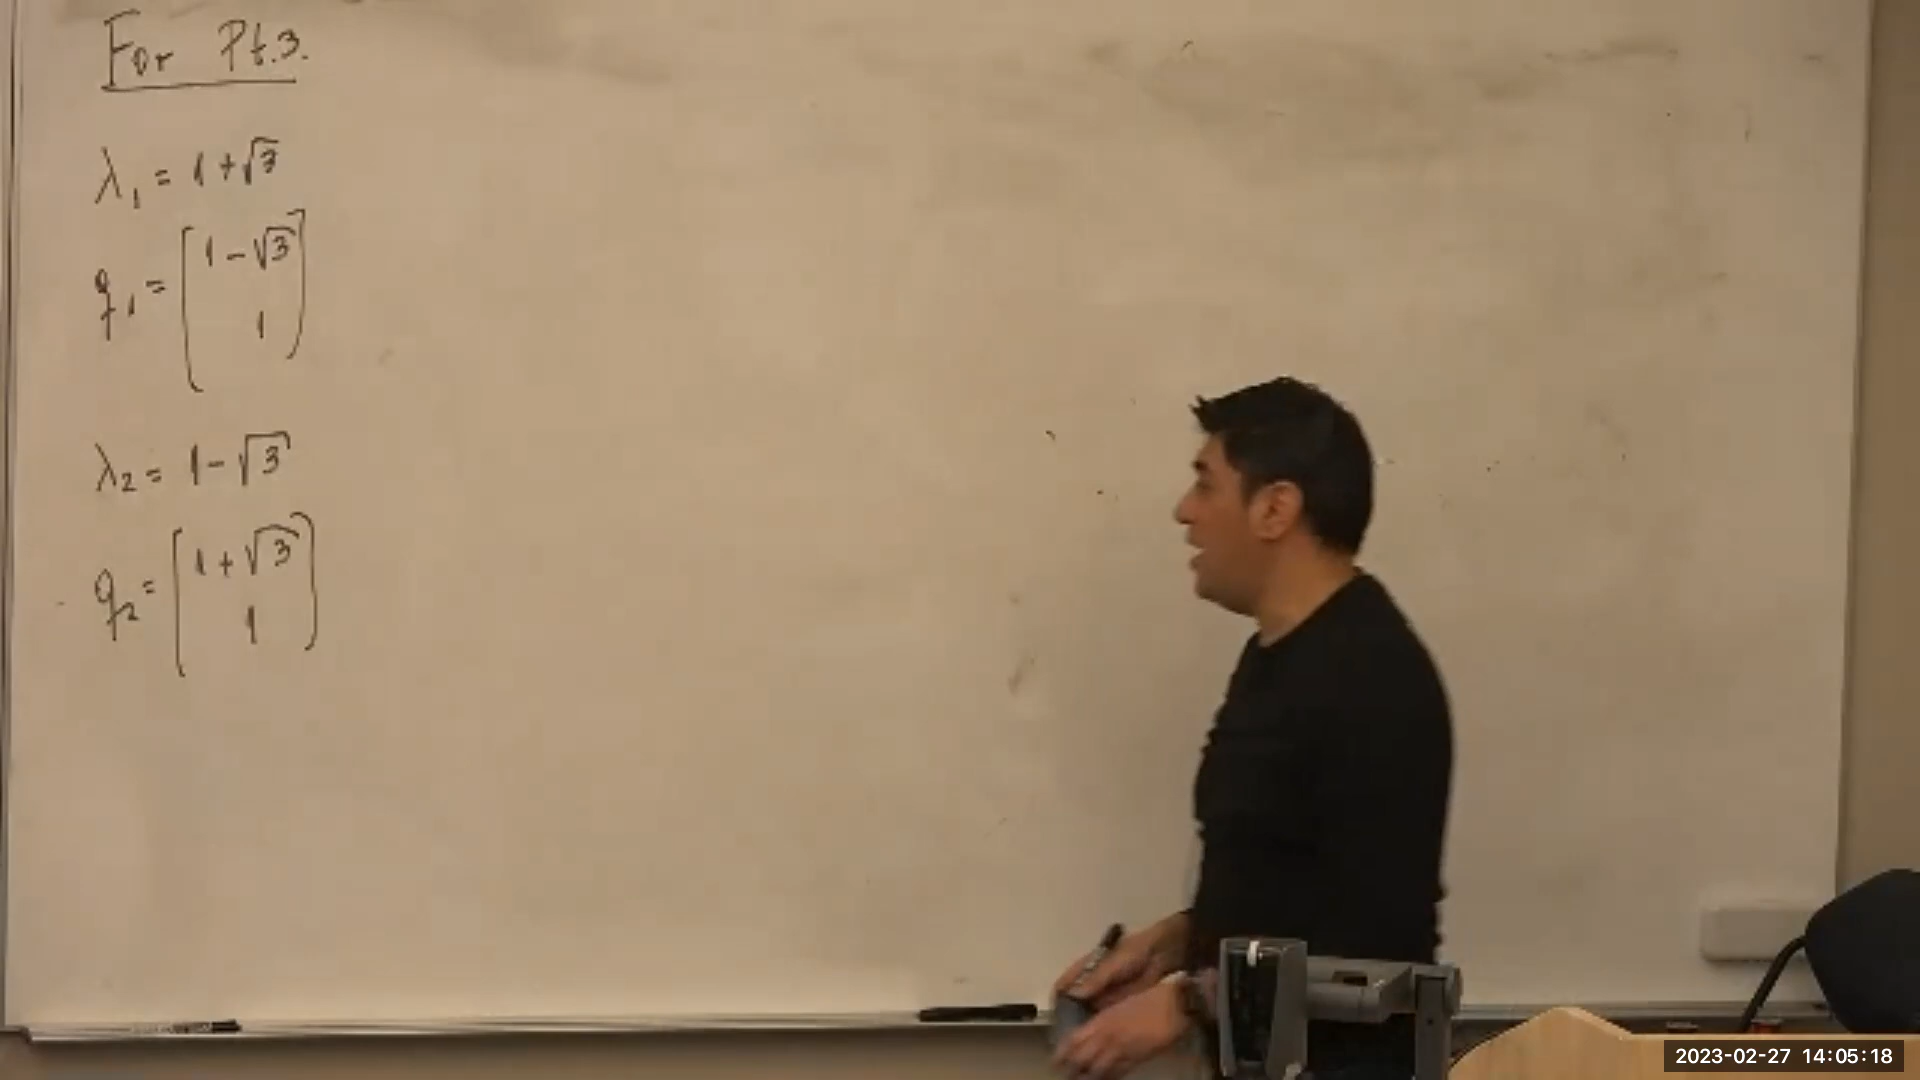 For Pt.3.
λ₁ = 1 + √3
q₁ = [1 - √3
1]
λ₂ = 1 - √3
q₂ = [1 + √3
1]
2023-02-27 14:05:18